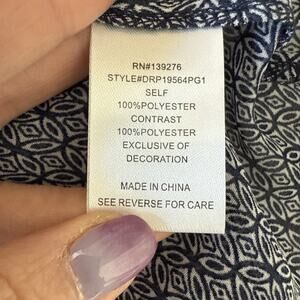 RN#139276
STYLE#DRP19564PG1
SELF
100%POLYESTER
CONTRAST
100%POLYESTER
EXCLUSIVE OF
DECORATION
MADE IN CHINA
SEE REVERSE FOR CARE